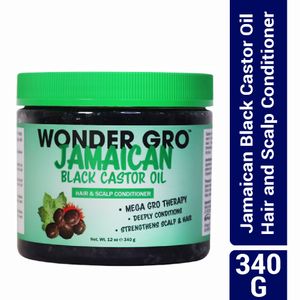 WONDER GRO™
JAMAICAN
BLACK CASTOR OIL
HAIR & SCALP CONDITIONER
• MEGA GRO THERAPY
• DEEPLY CONDITIONS
• STRENGTHENS SCALP & HAIR
Net. Wt. 12 oz e 340 g
Jamaican Black Castor Oil
Hair and Scalp Conditioner
340
G